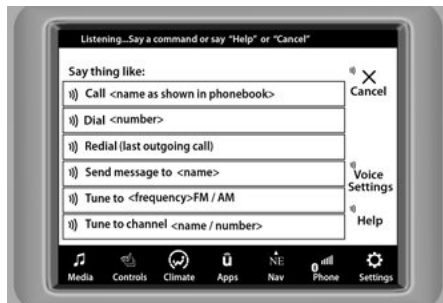 Listening...Say a command or say "Help" or "Cancel"
Say thing like:
Call <name as shown in phonebook>
Dial <number>
Redial (last outgoing call)
Send message to <name>
Tune to <frequency>FM / AM
Tune to channel <name / number>
Cancel
Voice
Settings
Help
ū
NE
Media Controls Climate Apps Nav Phone Settings